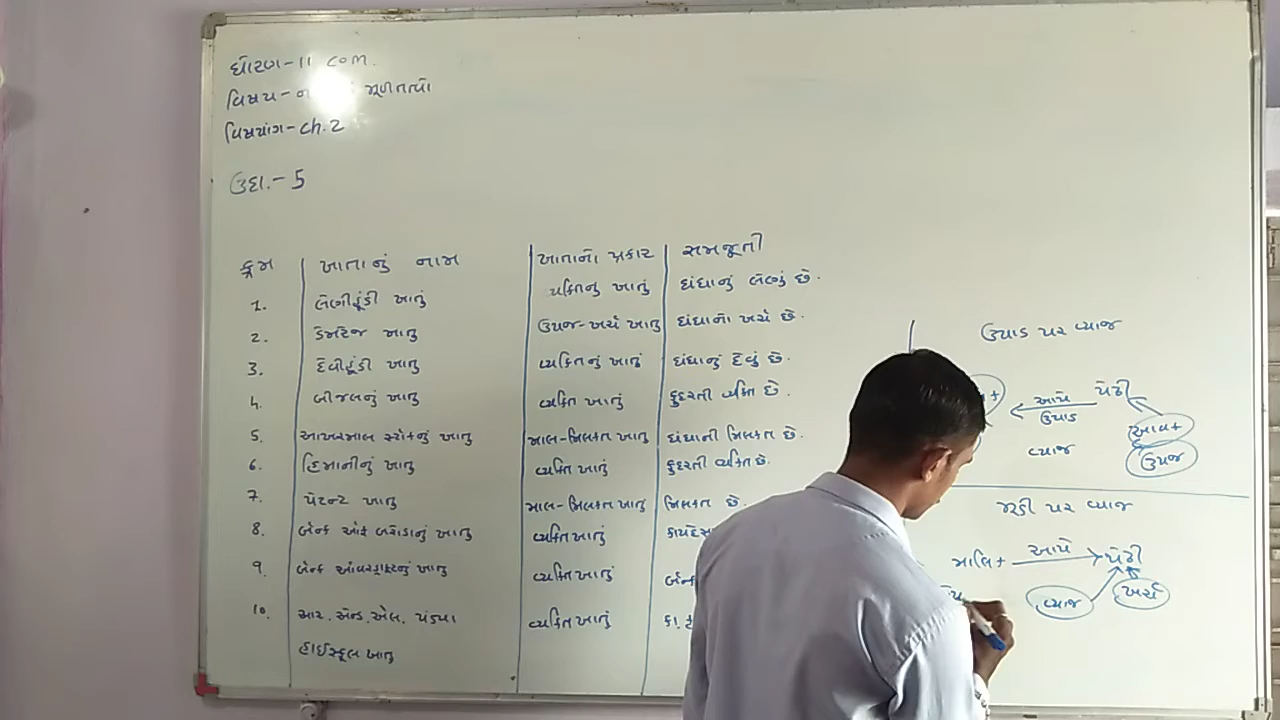 ધોરણ-11 com.
વિષય-ના મૂળતત્વો
વિષયાંગ-ch.2
ઉદા.-5
ક્રમ ખાતાનું નામ ખાતાનો પ્રકાર સમજૂતી
1. લેણીહૂંડી ખાતું વ્યક્તિનુ ખાતું ધંધાનું લેણું છે.
2. ડેમરેજ ખાતુ ઉપજ-ખર્ચ ખાતુ ધંધાનો ખર્ચ છે.
3. દેવીહૂંડી ખાતુ વ્યક્તિનું ખાતું ધંધાનું દેવું છે.
4. બીજલનું ખાતુ વ્યક્તિ ખાતું કુદરતી વ્યક્તિ છે.
5. આખરમાલ સ્ટોકનું ખાતુ માલ-મિલકત ખાતુ ધંધાની મિલકત છે.
6. હિમાનીનું ખાતુ વ્યક્તિ ખાતું કુદરતી વ્યક્તિ છે.
7. પેટન્ટ ખાતુ માલ-મિલકત ખાતુ મિલકત છે.
8. બેન્ક ઓફ બરોડાનું ખાતુ વ્યક્તિ ખાતું કાયદેસ
9. બેન્ક ઓવરડ્રાફ્ટનું ખાતુ વ્યક્તિ ખાતું બેન્ક
10. આર. એન્ડ. એલ. પંડ્યા વ્યક્તિ ખાતું
હાઈસ્કૂલ ખાતુ
ઉપાડ પર વ્યાજ
આપે પેઢી
ઉપાડ
આવક
વ્યાજ ઉપજ
મૂડી પર વ્યાજ
માલિક આપે પેઢી
વ્યાજ ખર્ચ